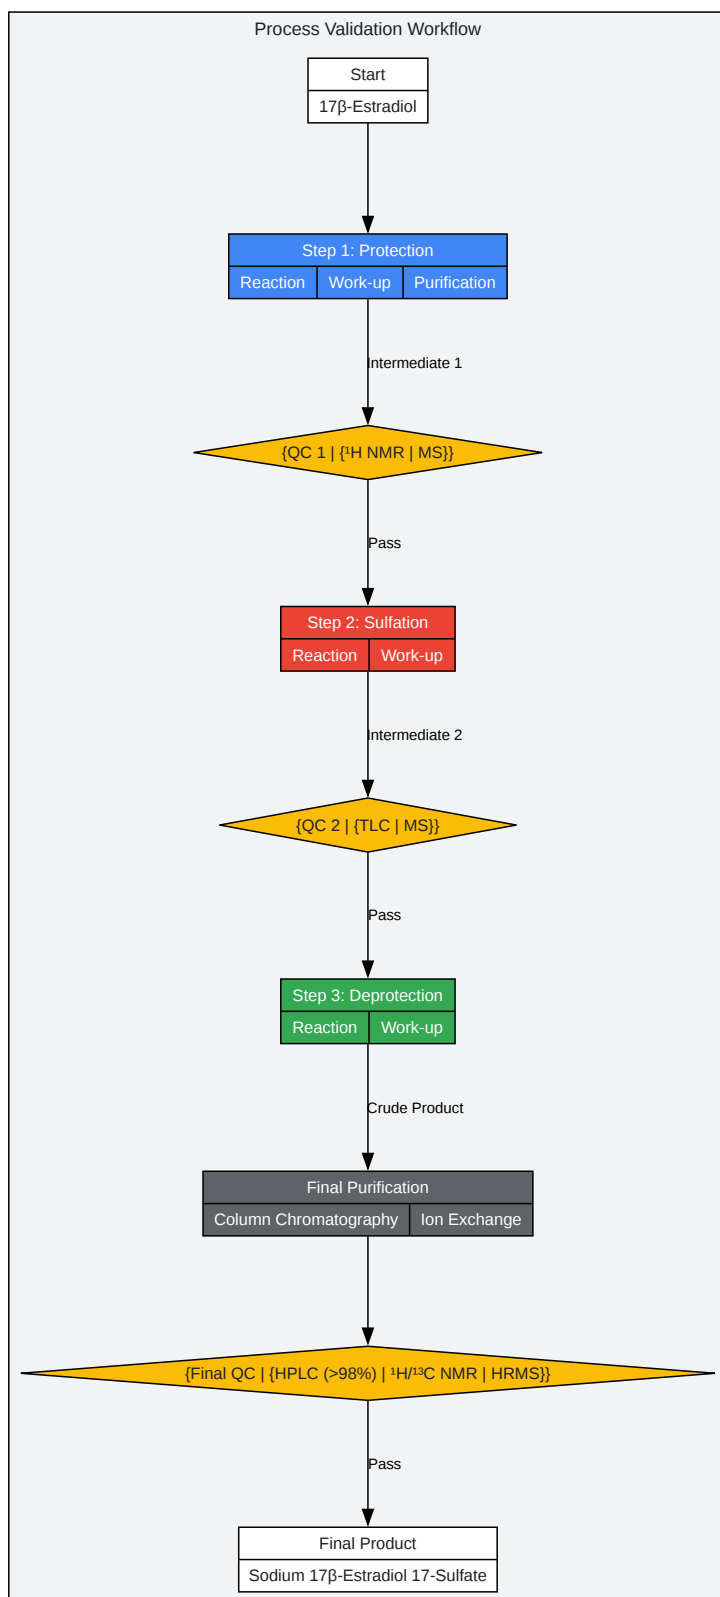 Process Validation Workflow
Start
17β-Estradiol
Step 1: Protection
Reaction Work-up Purification
Intermediate 1
{QC 1 | {¹H NMR | MS}}
Pass
Step 2: Sulfation
Reaction Work-up
Intermediate 2
{QC 2 | {TLC | MS}}
Pass
Step 3: Deprotection
Reaction Work-up
Crude Product
Final Purification
Column Chromatography Ion Exchange
{Final QC | {HPLC (>98%) | ¹H/¹³C NMR | HRMS}}
Pass
Final Product
Sodium 17β-Estradiol 17-Sulfate